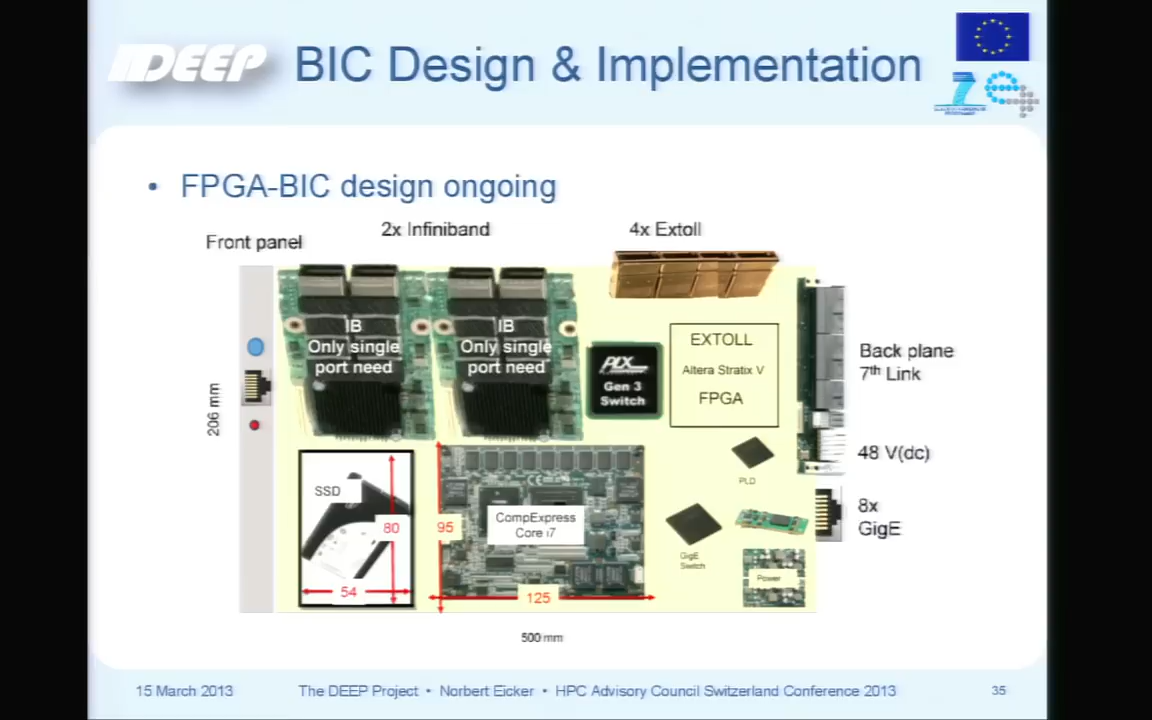 DEEP
BIC Design & Implementation
• FPGA-BIC design ongoing
Front panel
2x Infiniband
4x Extoll
IB
Only single
port need
IB
Only single
port need
PLX
Gen 3
Switch
EXTOLL
Altera Stratix V
FPGA
Back plane
7th Link
206 mm
48 V(dc)
PLD
SSD
80
95
CompExpress
Core i7
8x
GigE
GigE
Switch
Power
54
125
500 mm
15 March 2013
The DEEP Project • Norbert Eicker • HPC Advisory Council Switzerland Conference 2013
35